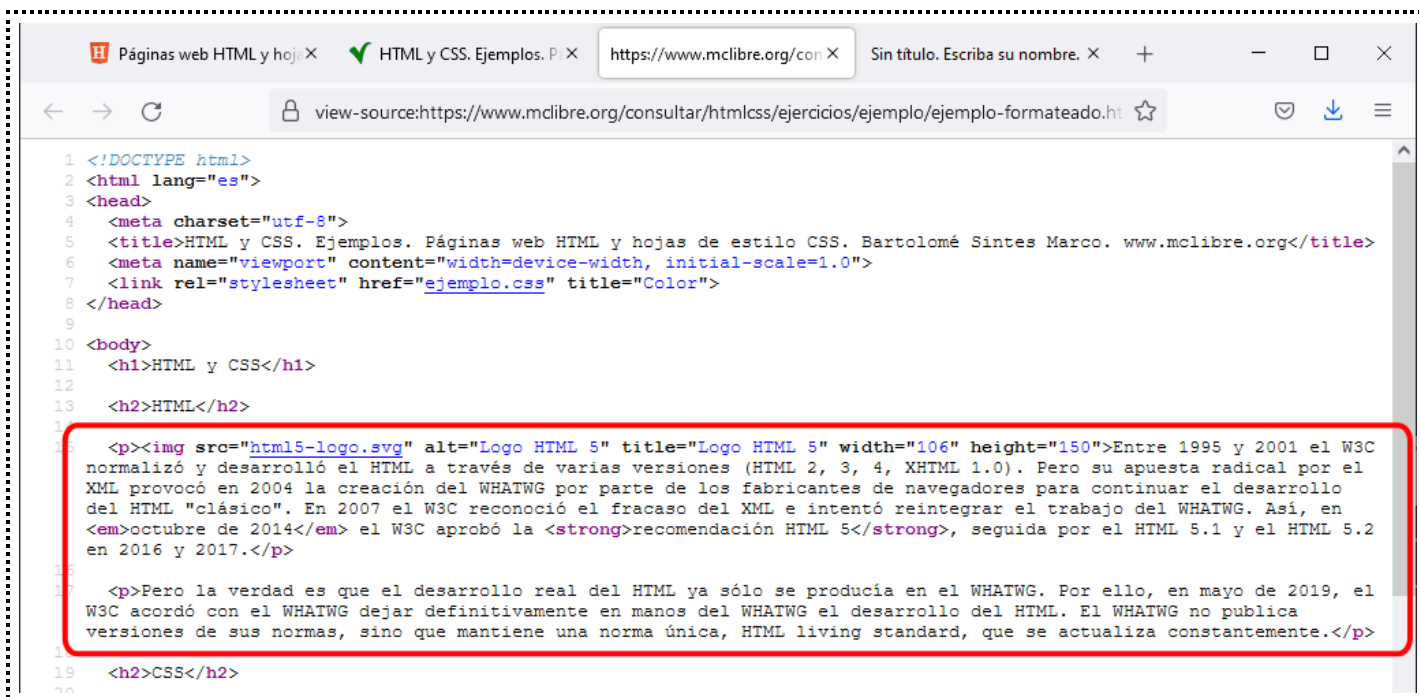 Páginas web HTML y hoja
HTML y CSS. Ejemplos. Pá
https://www.mclibre.org/con
Sin título. Escriba su nombre.
view-source:https://www.mclibre.org/consultar/htmlcss/ejercicios/ejemplo/ejemplo-formateado.ht
1 <!DOCTYPE html>
2 <html lang="es">
3 <head>
4 <meta charset="utf-8">
5 <title>HTML y CSS. Ejemplos. Páginas web HTML y hojas de estilo CSS. Bartolomé Sintes Marco. www.mclibre.org</title>
6 <meta name="viewport" content="width=device-width, initial-scale=1.0">
7 <link rel="stylesheet" href="ejemplo.css" title="Color">
8 </head>
9
10 <body>
11 <h1>HTML y CSS</h1>
12
13 <h2>HTML</h2>
14
15 <p><img src="html5-logo.svg" alt="Logo HTML 5" title="Logo HTML 5" width="106" height="150">Entre 1995 y 2001 el W3C
normalizó y desarrolló el HTML a través de varias versiones (HTML 2, 3, 4, XHTML 1.0). Pero su apuesta radical por el
XML provocó en 2004 la creación del WHATWG por parte de los fabricantes de navegadores para continuar el desarrollo
del HTML "clásico". En 2007 el W3C reconoció el fracaso del XML e intentó reintegrar el trabajo del WHATWG. Así, en
<em>octubre de 2014</em> el W3C aprobó la <strong>recomendación HTML 5</strong>, seguida por el HTML 5.1 y el HTML 5.2
en 2016 y 2017.</p>
16
17 <p>Pero la verdad es que el desarrollo real del HTML ya sólo se producía en el WHATWG. Por ello, en mayo de 2019, el
W3C acordó con el WHATWG dejar definitivamente en manos del WHATWG el desarrollo del HTML. El WHATWG no publica
versiones de sus normas, sino que mantiene una norma única, HTML living standard, que se actualiza constantemente.</p>
18
19 <h2>CSS</h2>
20